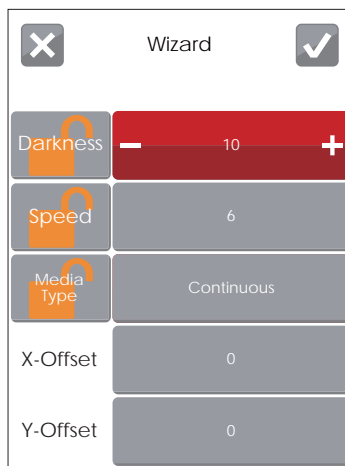 Wizard
Darkness − 10 +
Speed 6
Media
Type Continuous
X-Offset 0
Y-Offset 0